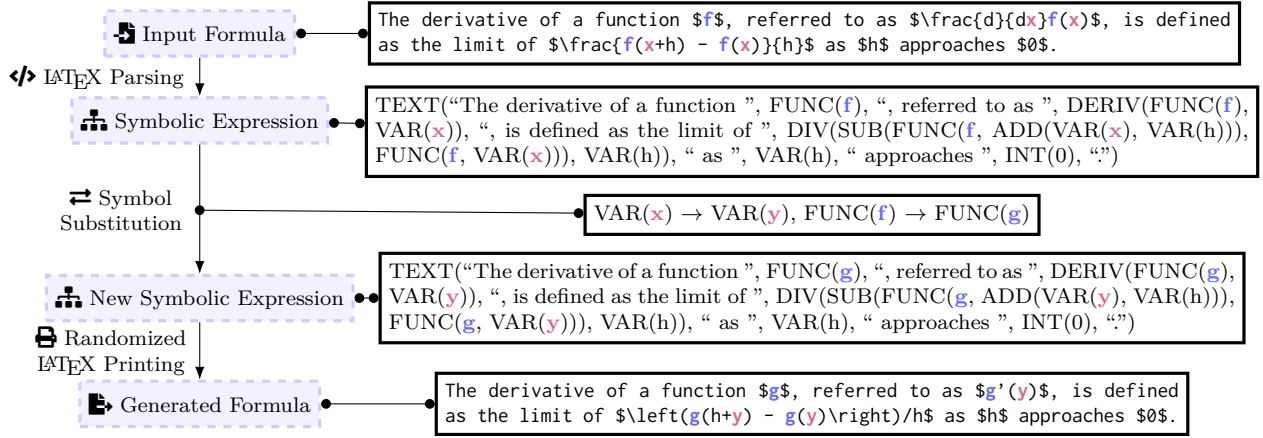 Input Formula
The derivative of a function $f$, referred to as $\frac{d}{dx}f(x)$, is defined
as the limit of $\frac{f(x+h) - f(x)}{h}$ as $h$ approaches $0$.
LATEX Parsing
Symbolic Expression
TEXT(“The derivative of a function ”, FUNC(f), “, referred to as ”, DERIV(FUNC(f),
VAR(x)), “, is defined as the limit of ”, DIV(SUB(FUNC(f, ADD(VAR(x), VAR(h))),
FUNC(f, VAR(x))), VAR(h)), “ as ”, VAR(h), “ approaches ”, INT(0), “.”)
Symbol
Substitution
VAR(x) → VAR(y), FUNC(f) → FUNC(g)
New Symbolic Expression
TEXT(“The derivative of a function ”, FUNC(g), “, referred to as ”, DERIV(FUNC(g),
VAR(y)), “, is defined as the limit of ”, DIV(SUB(FUNC(g, ADD(VAR(y), VAR(h))),
FUNC(g, VAR(y))), VAR(h)), “ as ”, VAR(h), “ approaches ”, INT(0), “.”)
Randomized
LATEX Printing
Generated Formula
The derivative of a function $g$, referred to as $g’(y)$, is defined
as the limit of $\left(g(h+y) - g(y)\right)/h$ as $h$ approaches $0$.